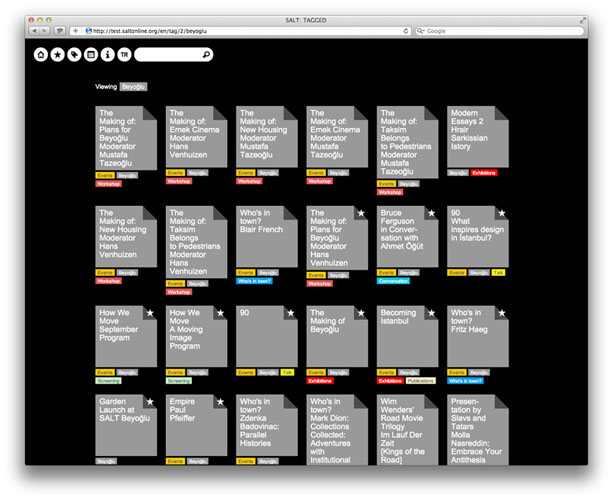 SALT: TAGGED
http://test.saltonline.org/en/tag/2/beyoglu
Google
TR
Viewing Beyoğlu
The
Making of:
Plans for
Beyoğlu
Moderator
Mustafa
Tazeoğlu
Events Beyoğlu
Workshop
The
Making of:
Emek Cinema
Moderator
Hans
Venhuizen
Events Beyoğlu
Workshop
The
Making of:
New Housing
Moderator
Mustafa
Tazeoğlu
Events Beyoğlu
Workshop
The
Making of:
Emek Cinema
Moderator
Mustafa
Tazeoğlu
Events Beyoğlu
Workshop
The
Making of:
Taksim
Belongs
to Pedestrians
Moderator
Mustafa
Tazeoğlu
Events Beyoğlu
Workshop
Modern
Essays 2
Hrair
Sarkissian
Istory
Beyoğlu Exhibitions
The
Making of:
New Housing
Moderator
Hans
Venhuizen
Events Beyoğlu
Workshop
The
Making of:
Taksim
Belongs
to Pedestrians
Moderator
Hans
Venhuizen
Events Beyoğlu
Workshop
Who's in
town?
Blair French
Events Beyoğlu
Who's in town?
The
Making of:
Plans for
Beyoğlu
Moderator
Hans
Venhuizen
Events Beyoğlu
Workshop
Bruce
Ferguson
in Conver-
sation with
Ahmet Öğüt
Events Beyoğlu
Conversation
90
What
inspires design
in İstanbul?
Events Beyoğlu Talk
How We
Move
September
Program
Events Beyoğlu
Screening
How We
Move
A Moving
Image
Program
Events Beyoğlu
Screening
90
Events Beyoğlu Talk
The
Making of
Beyoğlu
Events Beyoğlu
Exhibitions
Becoming
Istanbul
Events Beyoğlu
Exhibitions Publications
Who's in
town?
Fritz Haeg
Events Beyoğlu
Who's in town?
Garden
Launch at
SALT Beyoğlu
Beyoğlu
Empire
Paul
Pfeiffer
Events Beyoğlu
Who's in
town?
Zdenka
Badovinac:
Parallel
Histories
Events Beyoğlu
Who's in
town?
Mark Dion:
Collections
Collected:
Adventures
with
Institutional
Wim
Wenders'
Road Movie
Trilogy
Im Lauf Der
Zeit
[Kings of the
Road]
Presen-
tation by
Slavs and
Tatars
Molla
Nasreddin:
Embrace Your
Antithesis